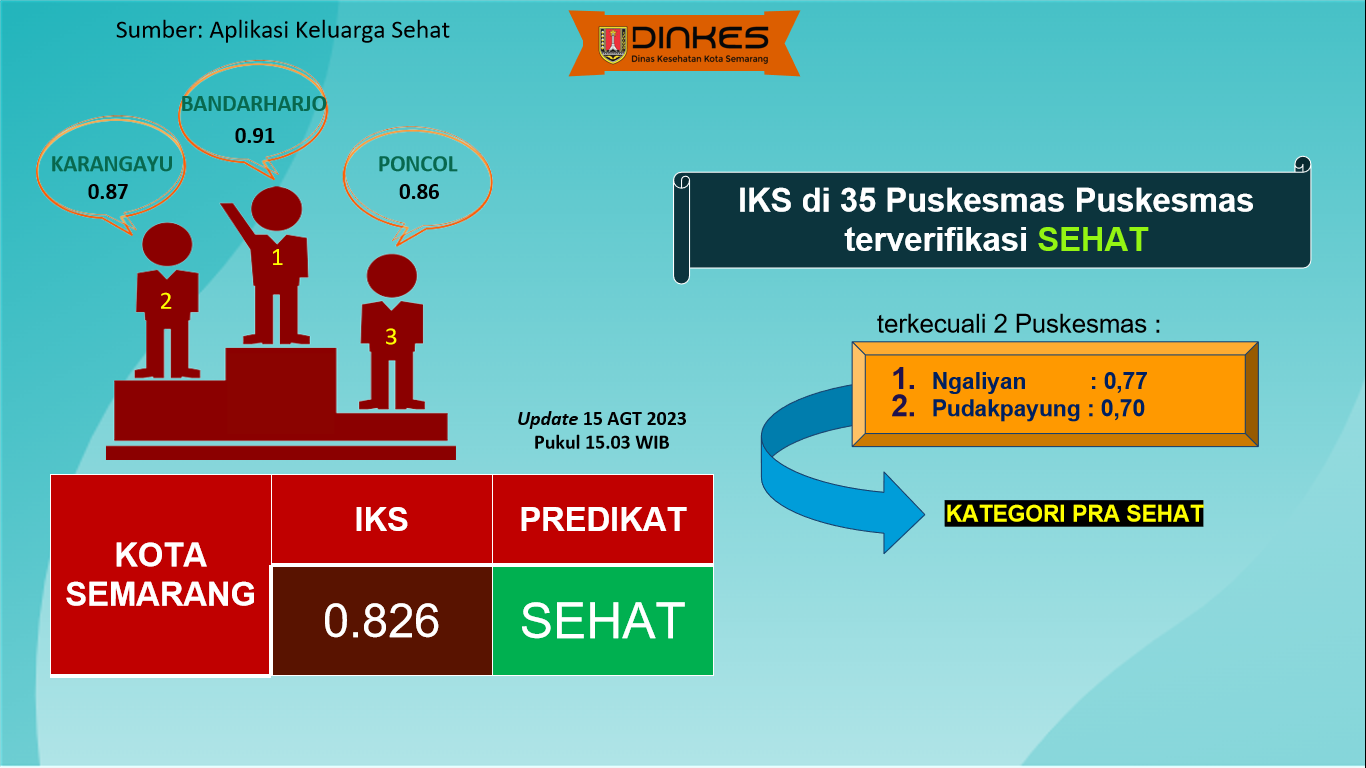 Sumber: Aplikasi Keluarga Sehat
DINKES
Dinas Kesehatan Kota Semarang
BANDARHARJO
0.91
KARANGAYU
0.87
PONCOL
0.86
1
2
3
IKS di 35 Puskesmas Puskesmas
terverifikasi SEHAT
terkecuali 2 Puskesmas :
1. Ngaliyan : 0,77
2. Pudakpayung : 0,70
KATEGORI PRA SEHAT
Update 15 AGT 2023
Pukul 15.03 WIB
KOTA
SEMARANG
IKS
PREDIKAT
0.826
SEHAT